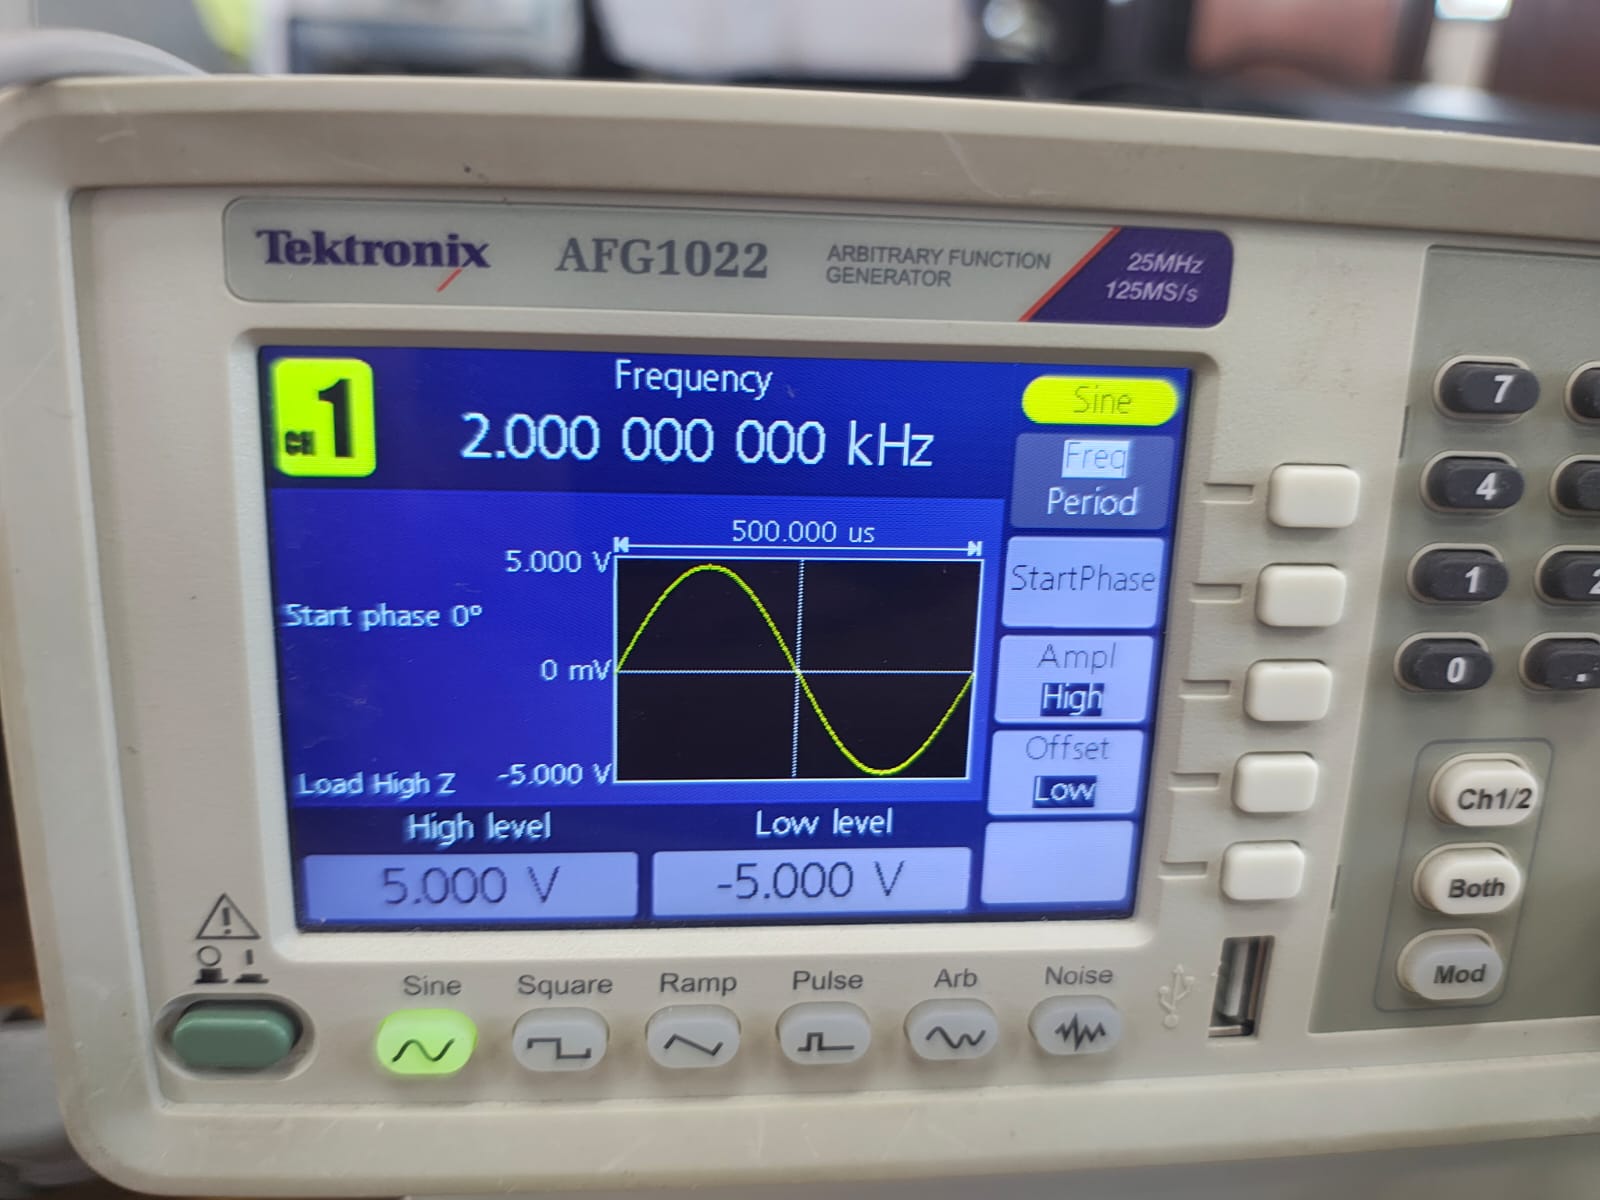 Tektronix AFG1022 ARBITRARY FUNCTION GENERATOR 25MHz 125MS/s
CH 1
Frequency
2.000 000 000 kHz
Sine
Freq
Period
500.000 us
5.000 V
StartPhase
Start phase 0°
0 mV
Ampl
High
Offset
Low
Load High Z
-5.000 V
High level
Low level
5.000 V
-5.000 V
Sine Square Ramp Pulse Arb Noise
7
4
1
2
0
.
Ch1/2
Both
Mod